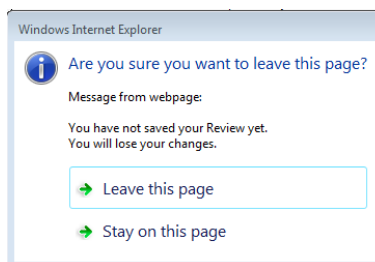 Windows Internet Explorer
Are you sure you want to leave this page?
Message from webpage:
You have not saved your Review yet.
You will lose your changes.
Leave this page
Stay on this page